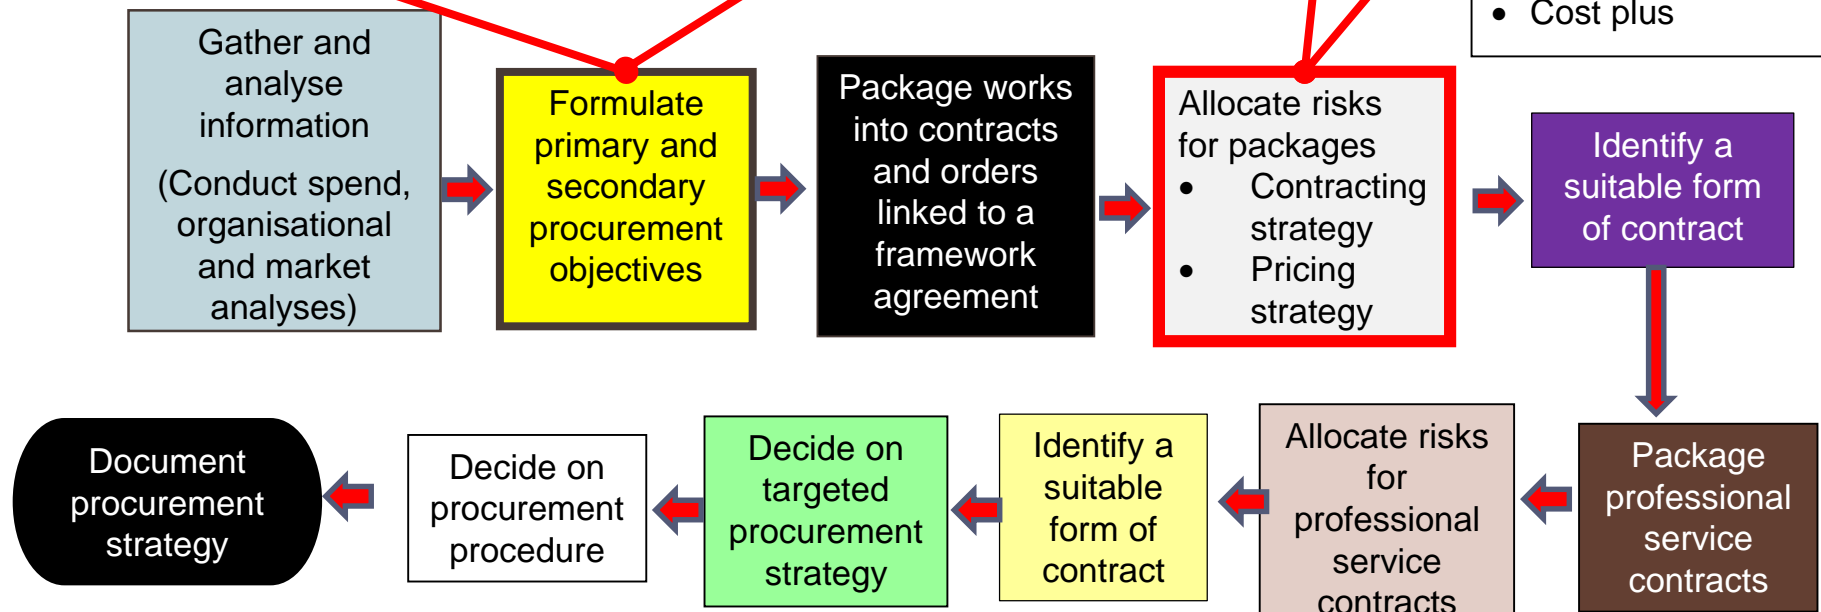 • Cost plus
Gather and
analyse
information
(Conduct spend,
organisational
and market
analyses)
Formulate
primary and
secondary
procurement
objectives
Package works
into contracts
and orders
linked to a
framework
agreement
Allocate risks
for packages
• Contracting
strategy
• Pricing
strategy
Identify a
suitable form
of contract
Package
professional
service
contracts
Allocate risks
for
professional
service
contracts
Identify a
suitable
form of
contract
Decide on
targeted
procurement
strategy
Decide on
procurement
procedure
Document
procurement
strategy